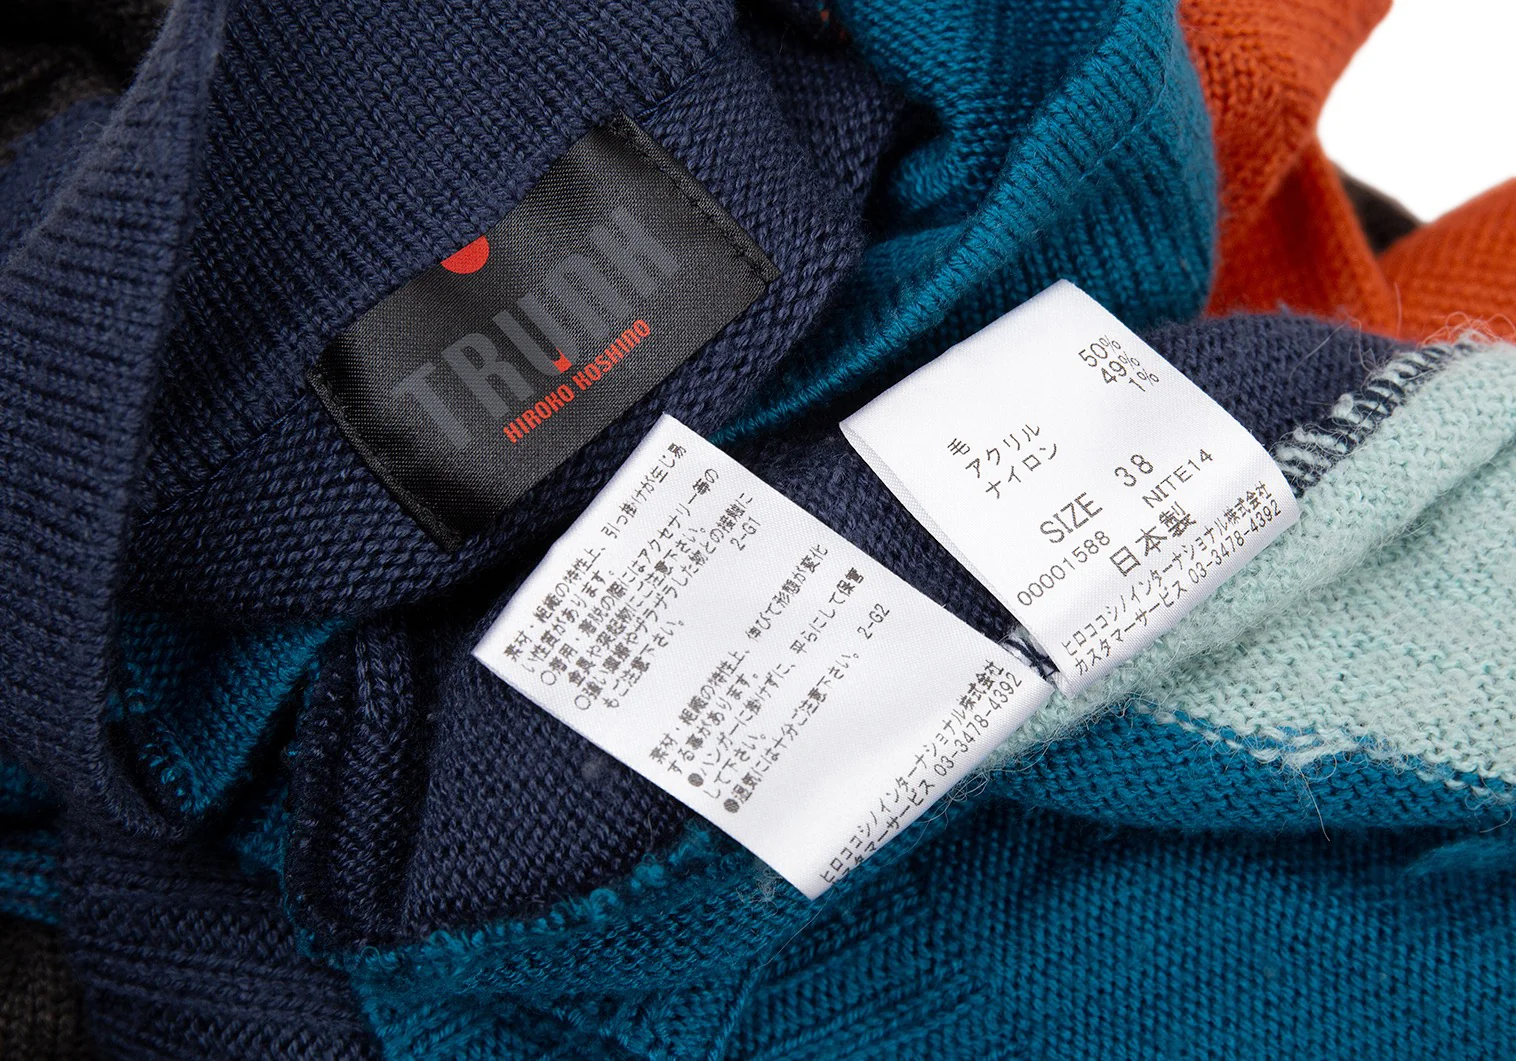 TRUNK
HIROKO KOSHINO
50%
49%
1%
毛
アクリル
ナイロン
SIZE 38
00001588 NITE14
日本製
ヒロココシノインターナショナル株式会社
カスタマーサービス 03-3478-4392
素材、組織の特性上、引っ掛けが生じ易
い性質があります。
○着用・着脱の際にはアクセサリー等の
金具や突起物にご注意下さい。
○追い摺擦やザラザラした物との接触に
もご注意下さい。
2-G1
素材、組織の特性上、伸びて形態が変化
する事があります。
●ハンガーに掛けずに、平らにして保管
して下さい。
●湿気には十分ご注意下さい。
2-G2
ヒロココシノインターナショナル株式会社
カスタマーサービス 03-3478-4392